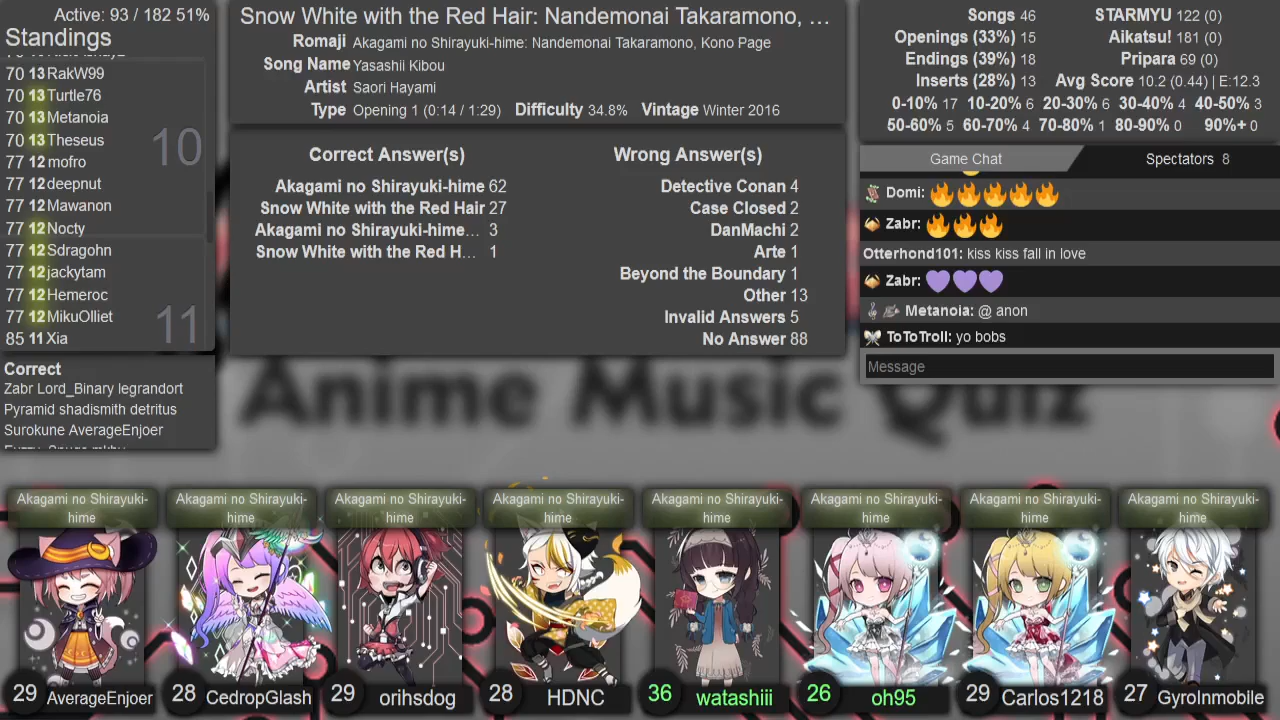 Active: 93 / 182 51%
Standings
70 13 RakW99
70 13 Turtle76
70 13 Metanoia
70 13 Theseus
10
77 12 mofro
77 12 deepnut
77 12 Mawanon
77 12 Nocty
77 12 Sdragohn
77 12 jackytam
77 12 Hemeroc
77 12 MikuOlliet
11
85 11 Xia
Correct
Zabr Lord_Binary legrandort
Pyramid shadismith detritus
Surokune AverageEnjoer
Snow White with the Red Hair: Nandemonai Takaramono, ...
Romaji Akagami no Shirayuki-hime: Nandemonai Takaramono, Kono Page
Song Name Yasashii Kibou
Artist Saori Hayami
Type Opening 1 (0:14 / 1:29) Difficulty 34.8% Vintage Winter 2016
Correct Answer(s)
Akagami no Shirayuki-hime 62
Snow White with the Red Hair 27
Akagami no Shirayuki-hime... 3
Snow White with the Red H... 1
Wrong Answer(s)
Detective Conan 4
Case Closed 2
DanMachi 2
Arte 1
Beyond the Boundary 1
Other 13
Invalid Answers 5
No Answer 88
Songs 46 STARMYU 122 (0)
Openings (33%) 15 Aikatsu! 181 (0)
Endings (39%) 18 Pripara 69 (0)
Inserts (28%) 13 Avg Score 10.2 (0.44) | E:12.3
0-10% 17 10-20% 6 20-30% 6 30-40% 4 40-50% 3
50-60% 5 60-70% 4 70-80% 1 80-90% 0 90%+ 0
Game Chat Spectators 8
Domi: 🔥🔥🔥🔥🔥
Zabr: 🔥🔥🔥
Otterhond101: kiss kiss fall in love
Zabr: 💜💜💜
Metanoia: @ anon
ToToTroll: yo bobs
Message
Anime Music Quiz
Akagami no Shirayuki-
hime
Akagami no Shirayuki-
hime
Akagami no Shirayuki-
hime
Akagami no Shirayuki-
hime
Akagami no Shirayuki-
hime
Akagami no Shirayuki-
hime
Akagami no Shirayuki-
hime
Akagami no Shirayuki-
hime
29 AverageEnjoer
28 CedropGlash
29 orihsdog
28 HDNC
36 watashiii
26 oh95
29 Carlos1218
27 GyroInmobile